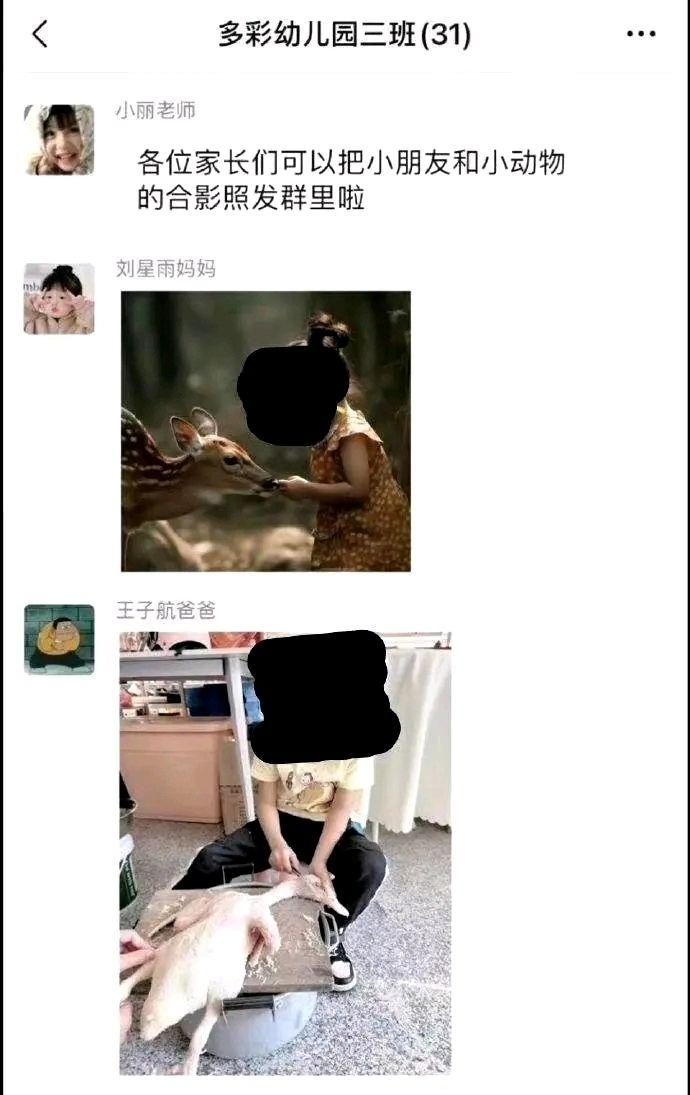 多彩幼儿园三班(31)
小丽老师
各位家长们可以把小朋友和小动物
的合影照发群里啦
刘星雨妈妈
王子航爸爸